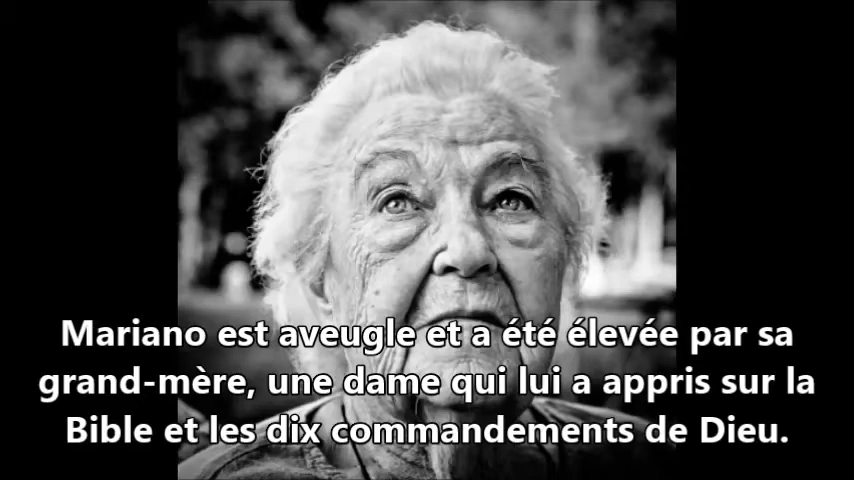 Mariano est aveugle et a été élevée par sa
grand-mère, une dame qui lui a appris sur la
Bible et les dix commandements de Dieu.